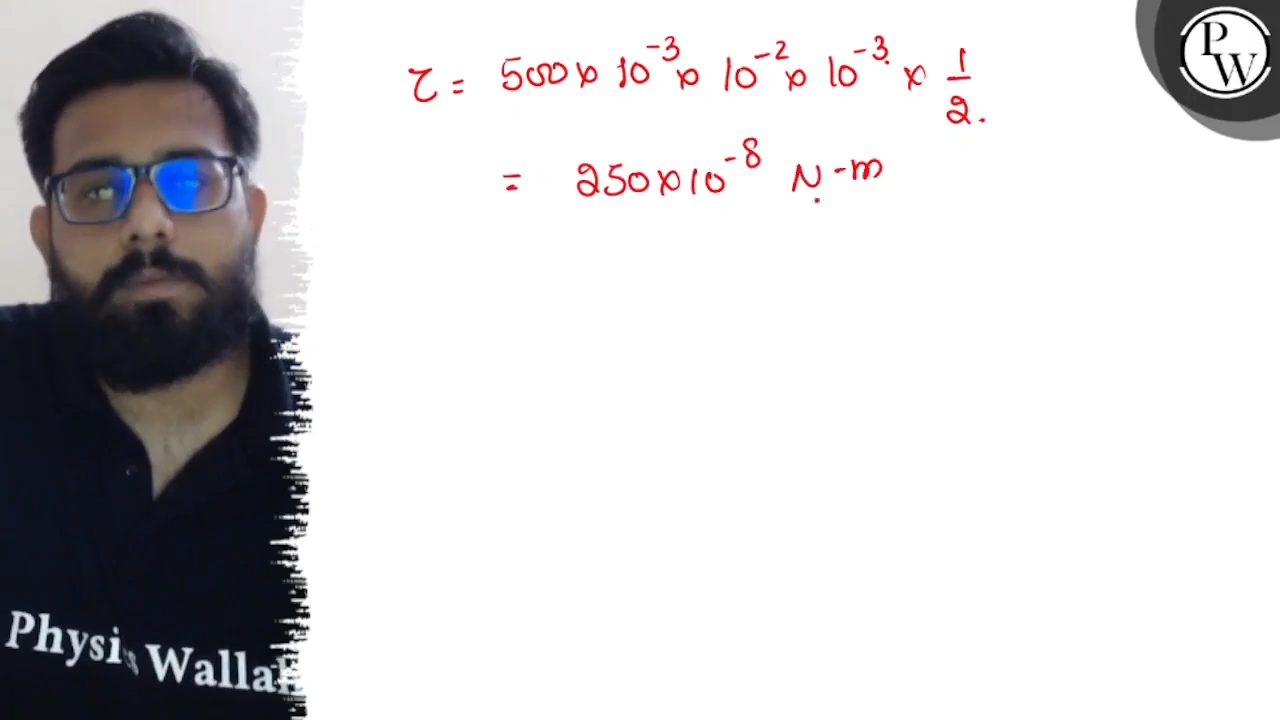 τ = 500 × 10⁻³ × 10⁻² × 10⁻³ × 1/2.
= 250 × 10⁻⁸ N-m
PW
Physics Wallah